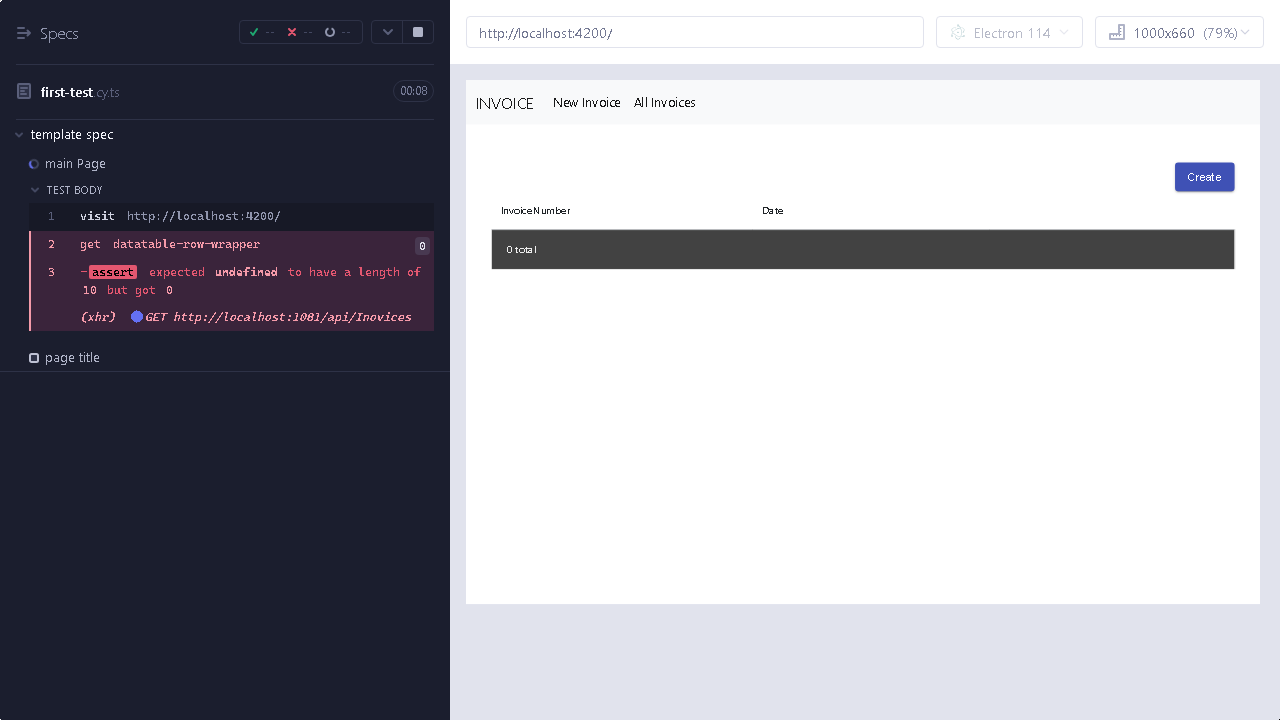 Specs
-- -- --
first-test.cy.ts
00:08
template spec
main Page
TEST BODY
1 visit http://localhost:4200/
2 get datatable-row-wrapper 0
3 -assert expected undefined to have a length of
10 but got 0
(xhr) GET http://localhost:1081/api/Inovices
page title
http://localhost:4200/
Electron 114
1000x660 (79%)
INVOICE New Invoice All Invoices
Create
InvoiceNumber Date
0 total